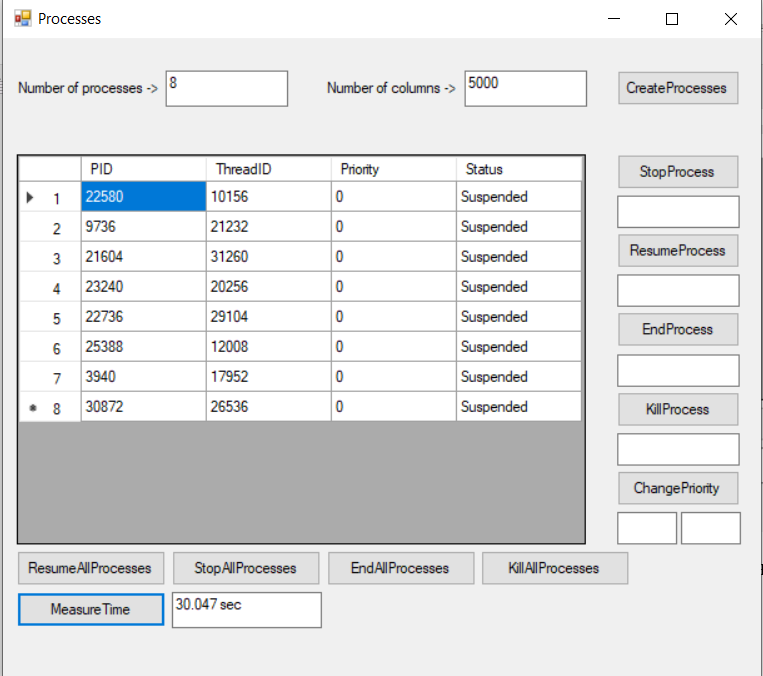 Processes
Number of processes -> 8 Number of columns -> 5000 CreateProcesses
PID ThreadID Priority Status
1 22580 10156 0 Suspended
2 9736 21232 0 Suspended
3 21604 31260 0 Suspended
4 23240 20256 0 Suspended
5 22736 29104 0 Suspended
6 25388 12008 0 Suspended
7 3940 17952 0 Suspended
8 30872 26536 0 Suspended
StopProcess
ResumeProcess
EndProcess
KillProcess
ChangePriority
ResumeAllProcesses StopAllProcesses EndAllProcesses KillAllProcesses
MeasureTime 30.047 sec